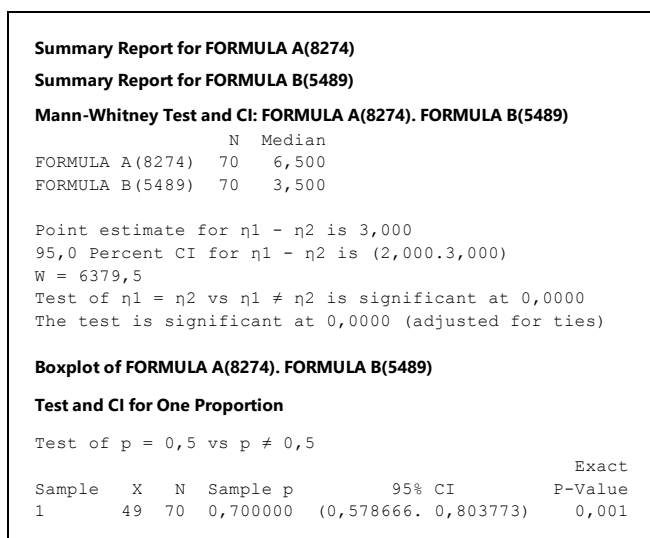 Summary Report for FORMULA A(8274)
Summary Report for FORMULA B(5489)
Mann-Whitney Test and CI: FORMULA A(8274). FORMULA B(5489)
N Median
FORMULA A(8274) 70 6,500
FORMULA B(5489) 70 3,500
Point estimate for η1 - η2 is 3,000
95,0 Percent CI for η1 - η2 is (2,000.3,000)
W = 6379,5
Test of η1 = η2 vs η1 ≠ η2 is significant at 0,0000
The test is significant at 0,0000 (adjusted for ties)
Boxplot of FORMULA A(8274). FORMULA B(5489)
Test and CI for One Proportion
Test of p = 0,5 vs p ≠ 0,5
Exact
Sample X N Sample p 95% CI P-Value
1 49 70 0,700000 (0,578666. 0,803773) 0,001